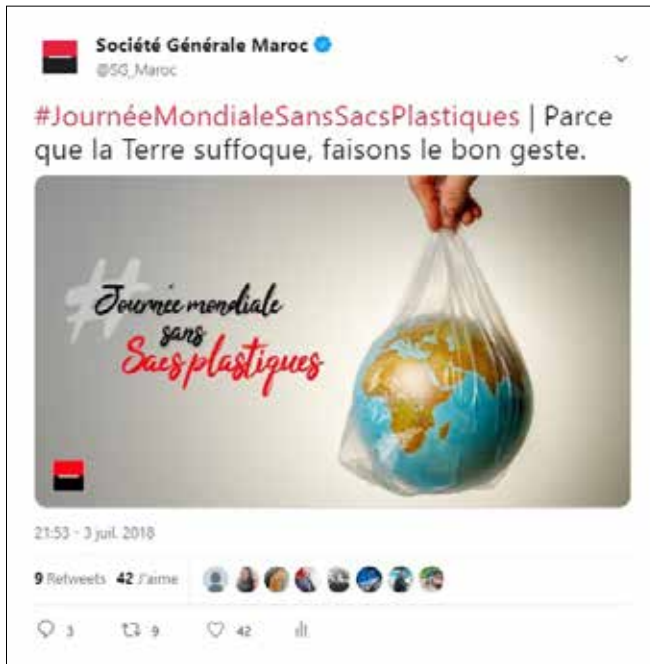 Société Générale Maroc
@SG_Maroc
#JournéeMondialeSansSacsPlastiques | Parce
que la Terre suffoque, faisons le bon geste.
#Journée mondiale
sans
Sacs plastiques
21:53 - 3 juil. 2018
9 Retweets 42 J'aime
3 9 42